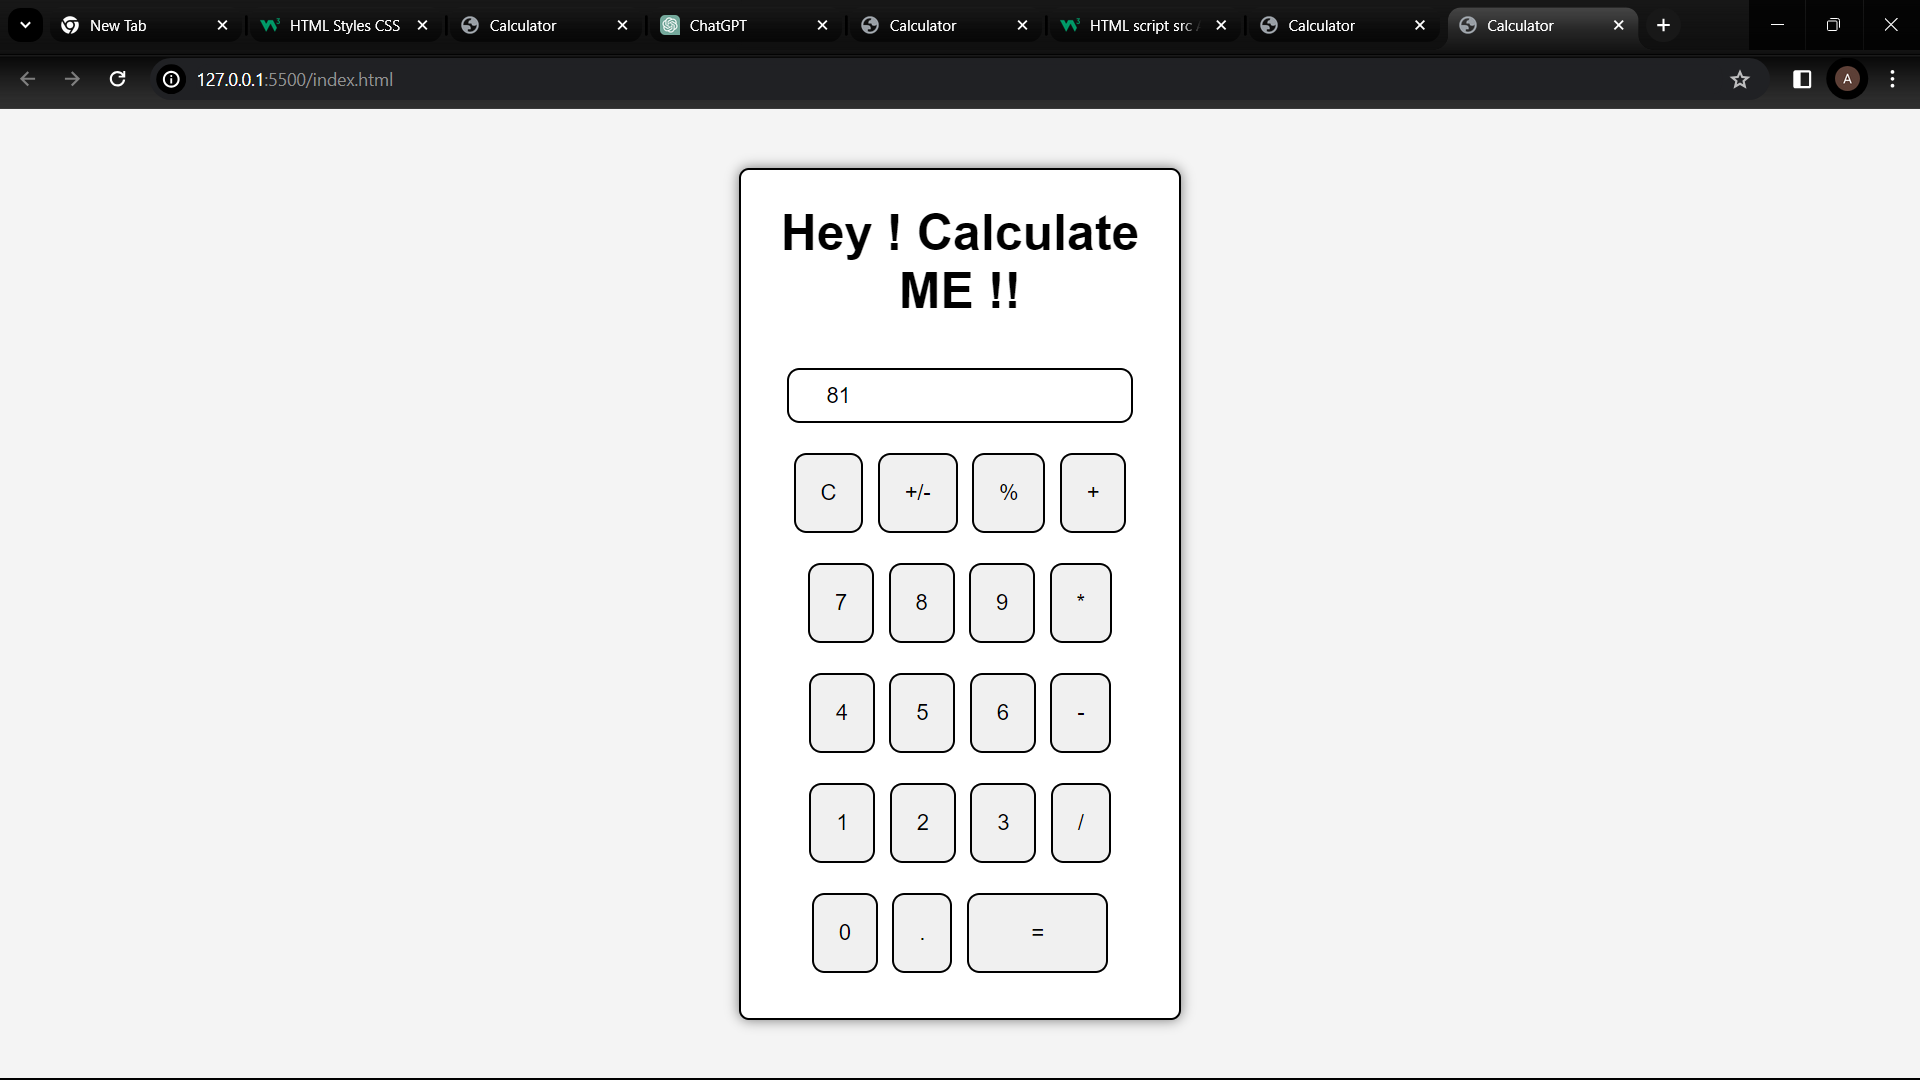 New Tab
HTML Styles CSS
Calculator
ChatGPT
Calculator
HTML script src
Calculator
Calculator
127.0.0.1:5500/index.html
A
Hey ! Calculate
ME !!
81
C +/- % +
7 8 9 *
4 5 6 -
1 2 3 /
0 . =